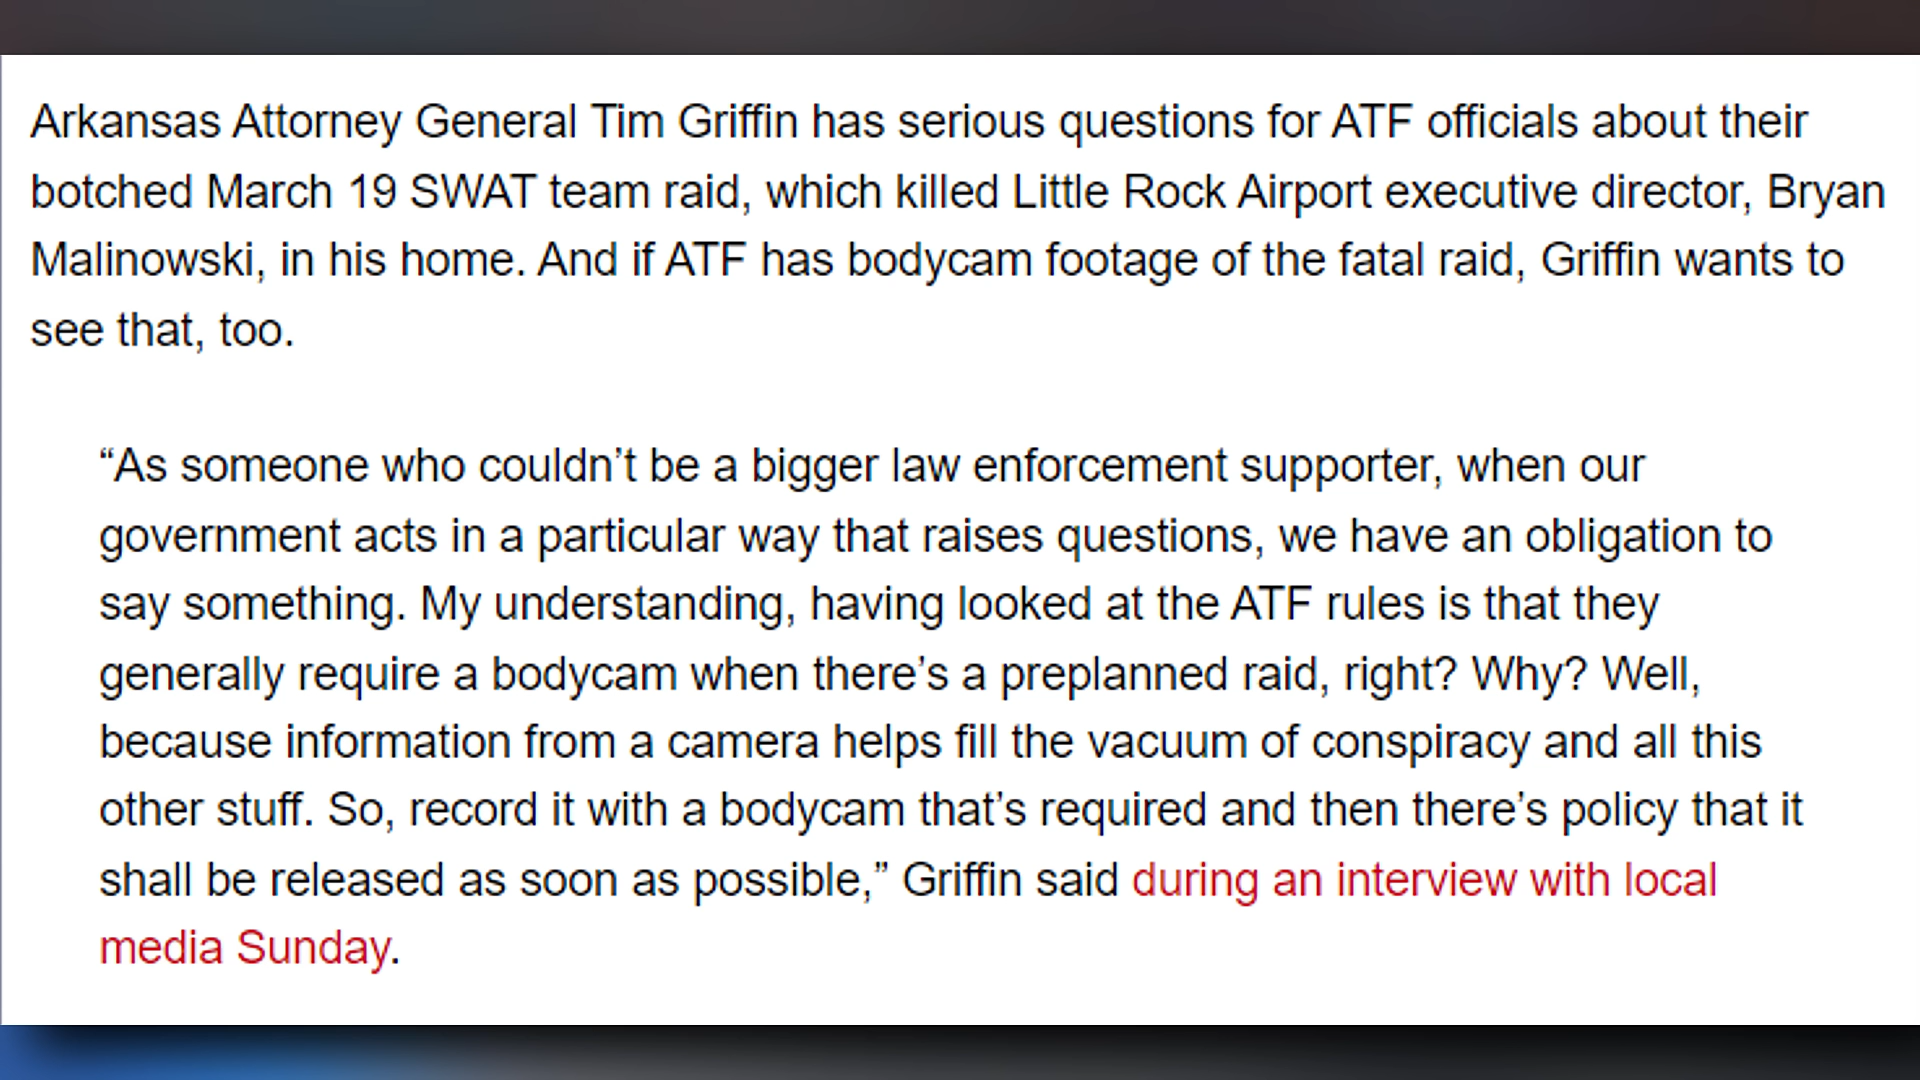 Arkansas Attorney General Tim Griffin has serious questions for ATF officials about their
botched March 19 SWAT team raid, which killed Little Rock Airport executive director, Bryan
Malinowski, in his home. And if ATF has bodycam footage of the fatal raid, Griffin wants to
see that, too.
“As someone who couldn’t be a bigger law enforcement supporter, when our
government acts in a particular way that raises questions, we have an obligation to
say something. My understanding, having looked at the ATF rules is that they
generally require a bodycam when there’s a preplanned raid, right? Why? Well,
because information from a camera helps fill the vacuum of conspiracy and all this
other stuff. So, record it with a bodycam that’s required and then there’s policy that it
shall be released as soon as possible,” Griffin said during an interview with local
media Sunday.